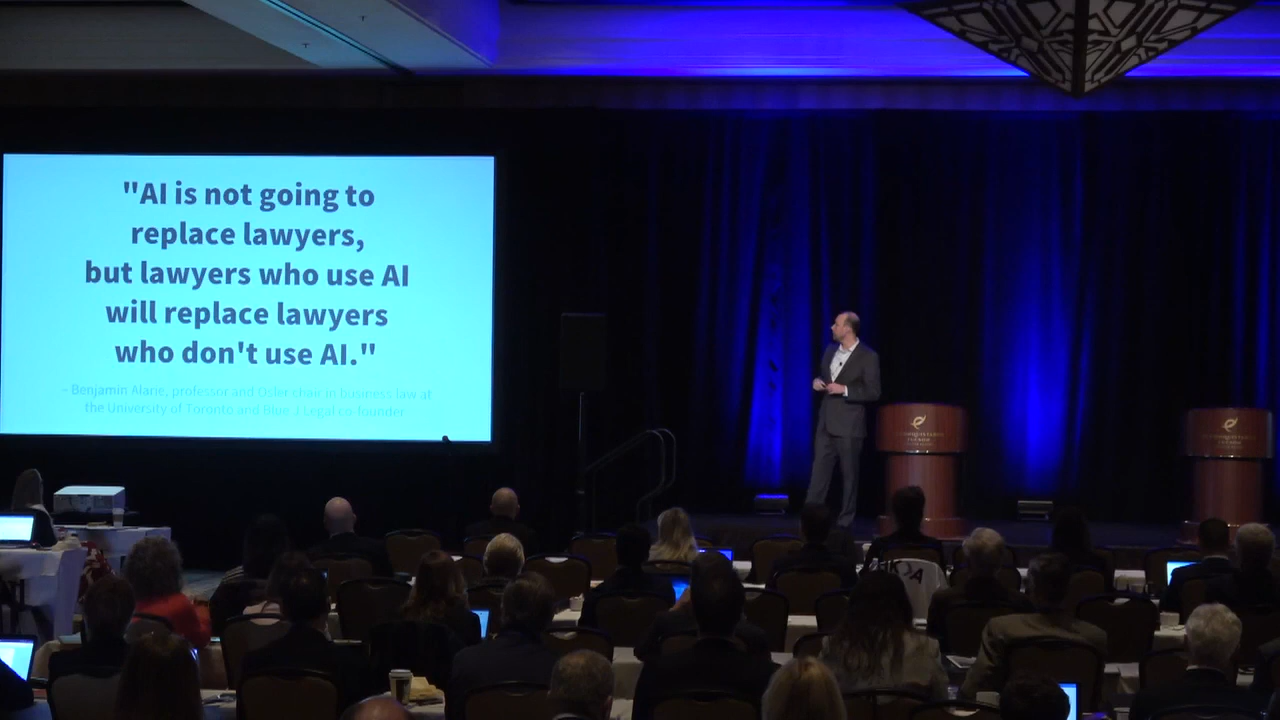 "AI is not going to
replace lawyers,
but lawyers who use AI
will replace lawyers
who don't use AI."
– Benjamin Alarie, professor and Osler chair in business law at
the University of Toronto and Blue J Legal co-founder